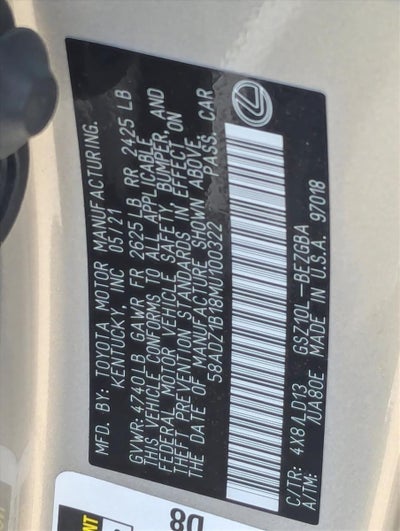 MFD. BY: TOYOTA MOTOR MANUFACTURING.
KENTUCKY, INC 05/21
GVWR: 4740LB GAWR FR 2625LB RR 2425 LB
THIS VEHICLE CONFORMS TO ALL APPLICABLE
FEDERAL MOTOR VEHICLE SAFETY, BUMPER, AND
THEFT PREVENTION STANDARDS IN EFFECT ON
THE DATE OF MANUFACTURE SHOWN ABOVE.
58ADZ1B18MU100322 PASS. CAR
C/TR: 4X8/LD13 GSZ10L-BEZGBA
A/TM: /UA80E MADE IN U.S.A. 97018